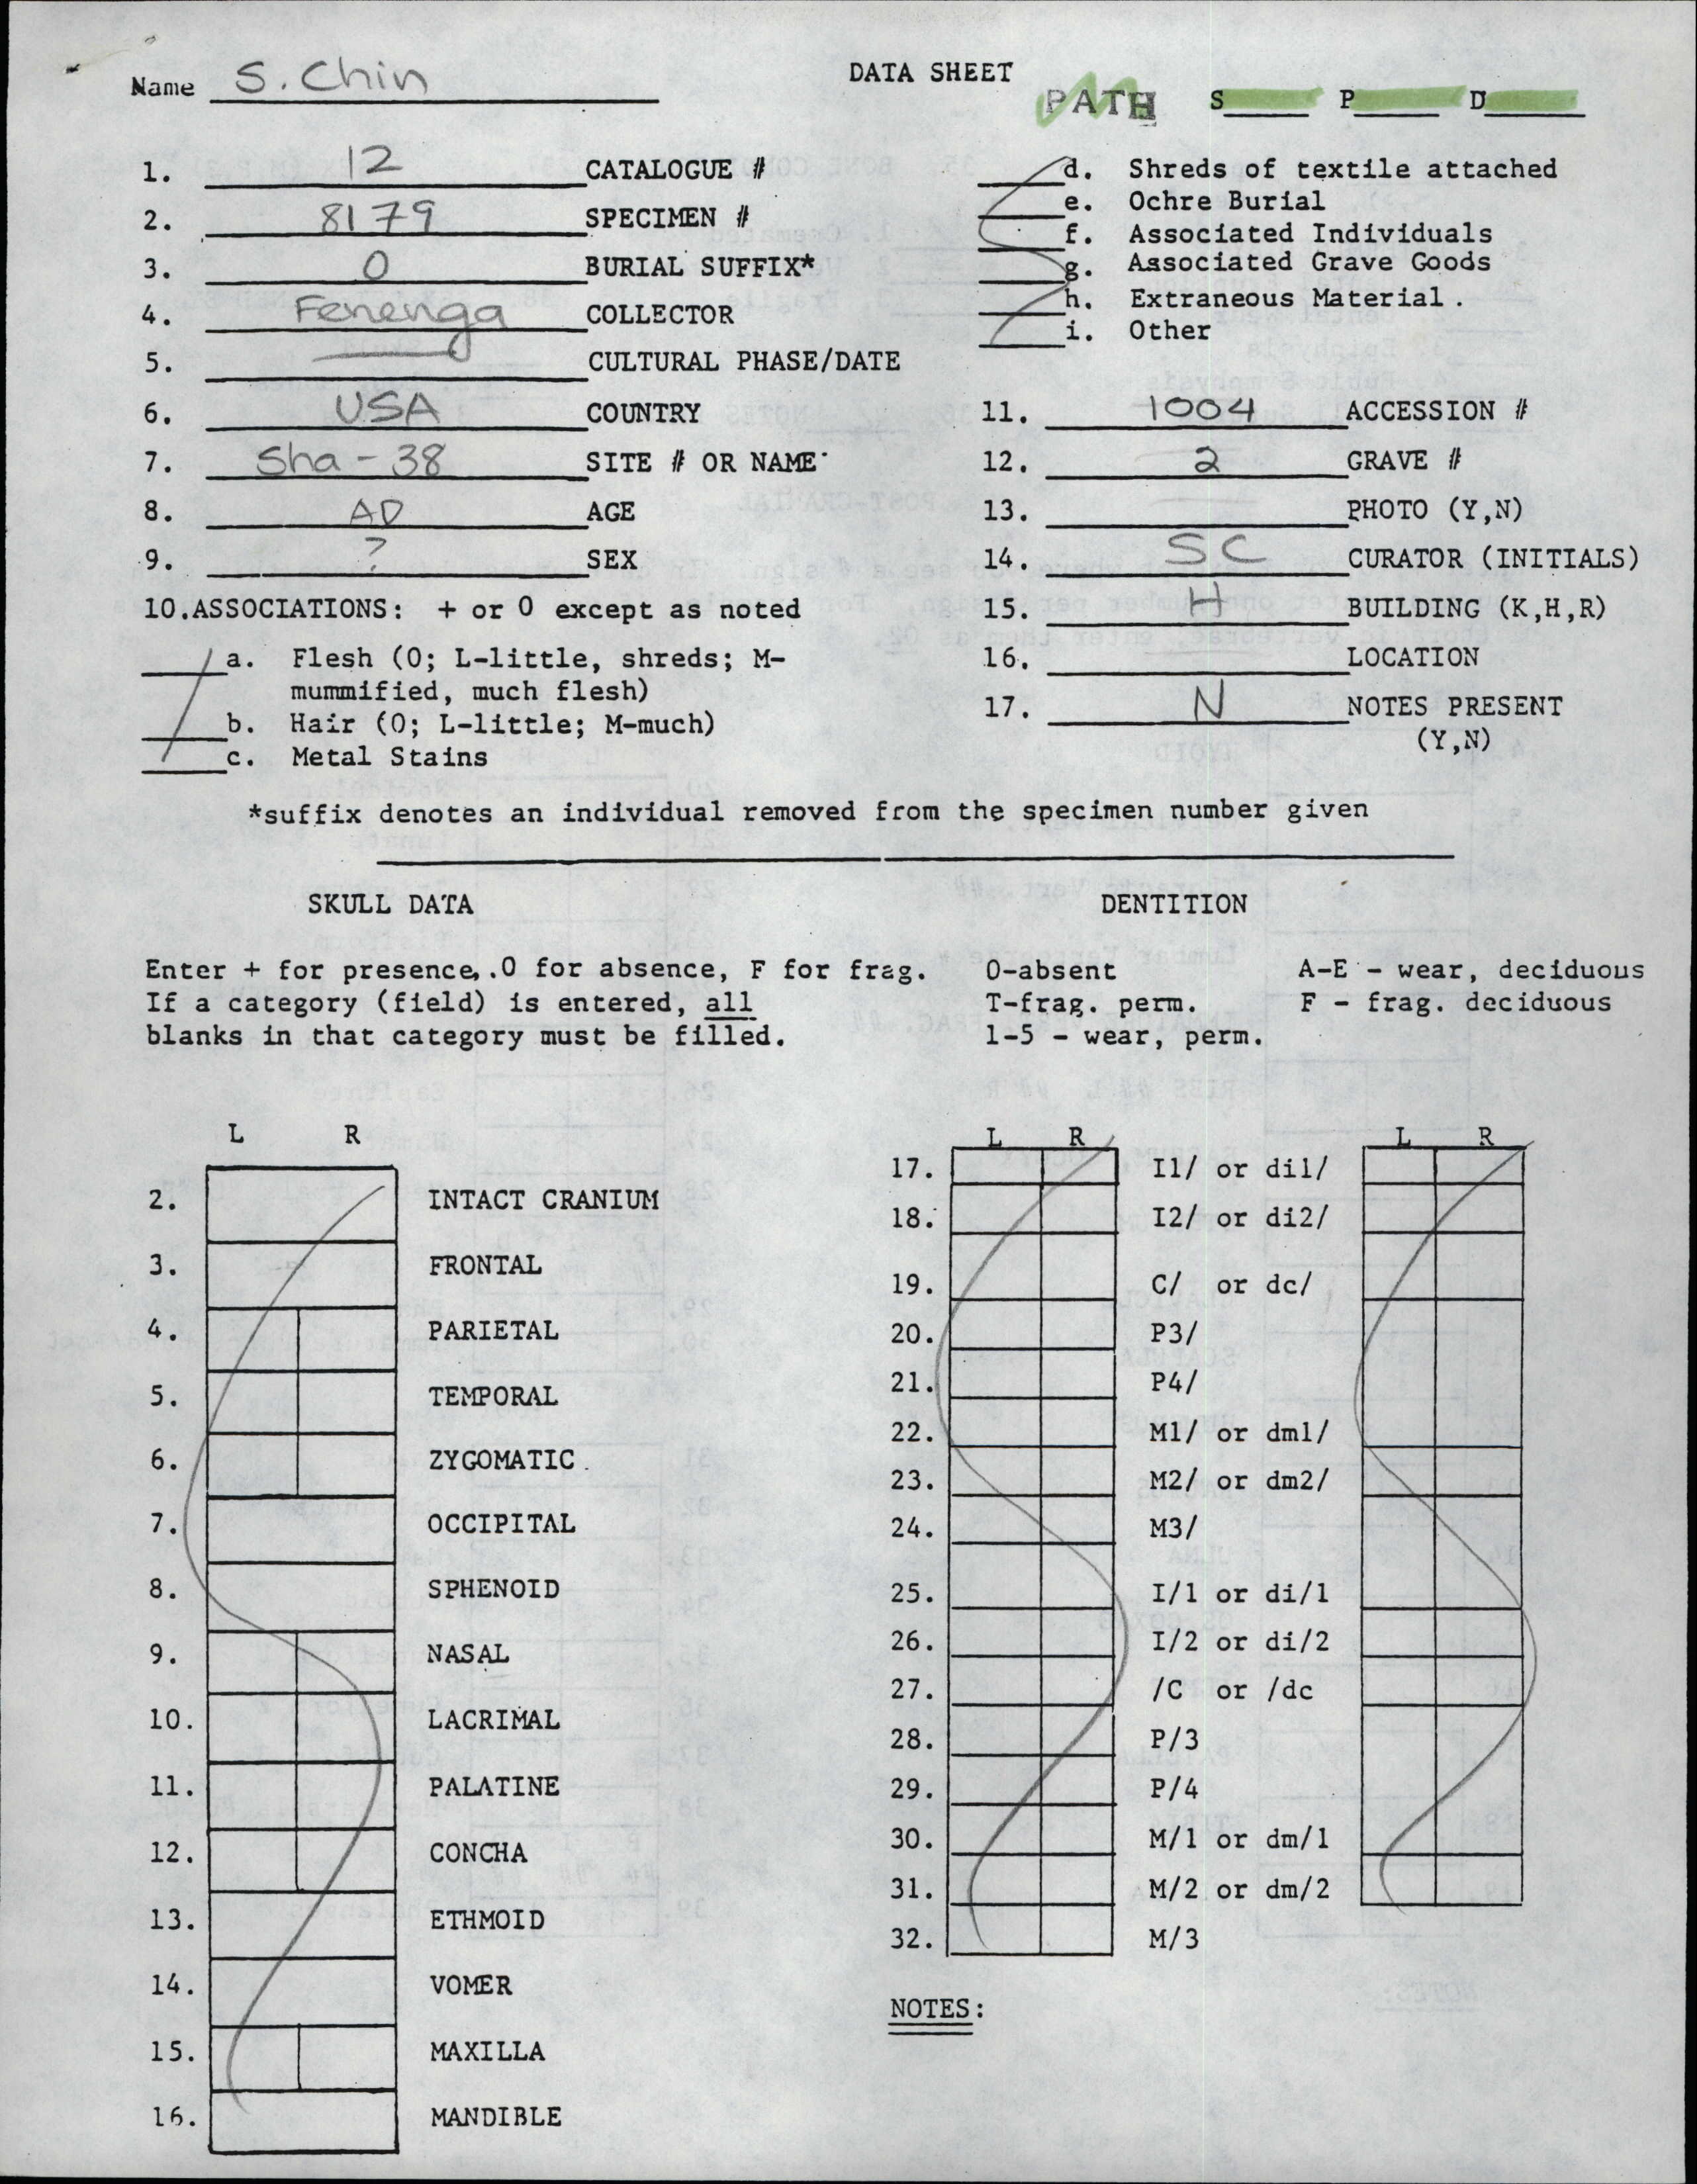 DATA SHEET
Name S. Chin
PATH S P D
1. 12 CATALOGUE #
2. 8179 SPECIMEN #
3. 0 BURIAL SUFFIX*
4. Fenenga COLLECTOR
5. CULTURAL PHASE/DATE
6. USA COUNTRY
7. Sha-38 SITE # OR NAME
8. AD AGE
9. ? SEX
10. ASSOCIATIONS: + or 0 except as noted
a. Flesh (0; L-little, shreds; M-
mummified, much flesh)
b. Hair (0; L-little; M-much)
c. Metal Stains
d. Shreds of textile attached
e. Ochre Burial
f. Associated Individuals
g. Associated Grave Goods
h. Extraneous Material.
i. Other
11. 1004 ACCESSION #
12. 2 GRAVE #
13. PHOTO (Y,N)
14. SC CURATOR (INITIALS)
15. H BUILDING (K,H,R)
16. LOCATION
17. N NOTES PRESENT
(Y,N)
*suffix denotes an individual removed from the specimen number given
SKULL DATA
Enter + for presence, .0 for absence, F for frag.
If a category (field) is entered, all
blanks in that category must be filled.
L R
2. INTACT CRANIUM
3. FRONTAL
4. PARIETAL
5. TEMPORAL
6. ZYGOMATIC
7. OCCIPITAL
8. SPHENOID
9. NASAL
10. LACRIMAL
11. PALATINE
12. CONCHA
13. ETHMOID
14. VOMER
15. MAXILLA
16. MANDIBLE
DENTITION
0-absent A-E - wear, deciduous
T-frag. perm. F - frag. deciduous
1-5 - wear, perm.
L R L R
17. I1/ or di1/
18. I2/ or di2/
19. C/ or dc/
20. P3/
21. P4/
22. M1/ or dm1/
23. M2/ or dm2/
24. M3/
25. I/1 or di/1
26. I/2 or di/2
27. /C or /dc
28. P/3
29. P/4
30. M/1 or dm/1
31. M/2 or dm/2
32. M/3
NOTES: